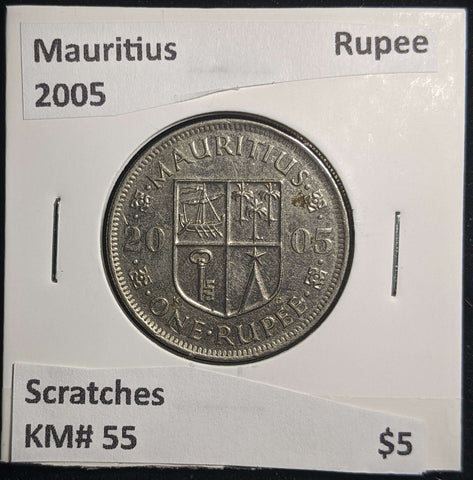 Mauritius Rupee
2005
MAURITIUS
20 05
ONE · RUPEE
Scratches
KM# 55 $5